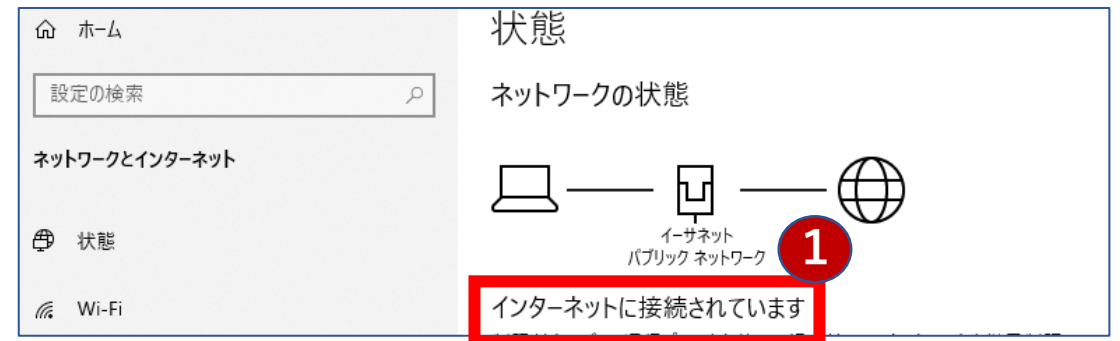 ホーム
設定の検索
ネットワークとインターネット
状態
Wi-Fi
状態
ネットワークの状態
イーサネット
パブリック ネットワーク
1
インターネットに接続されています